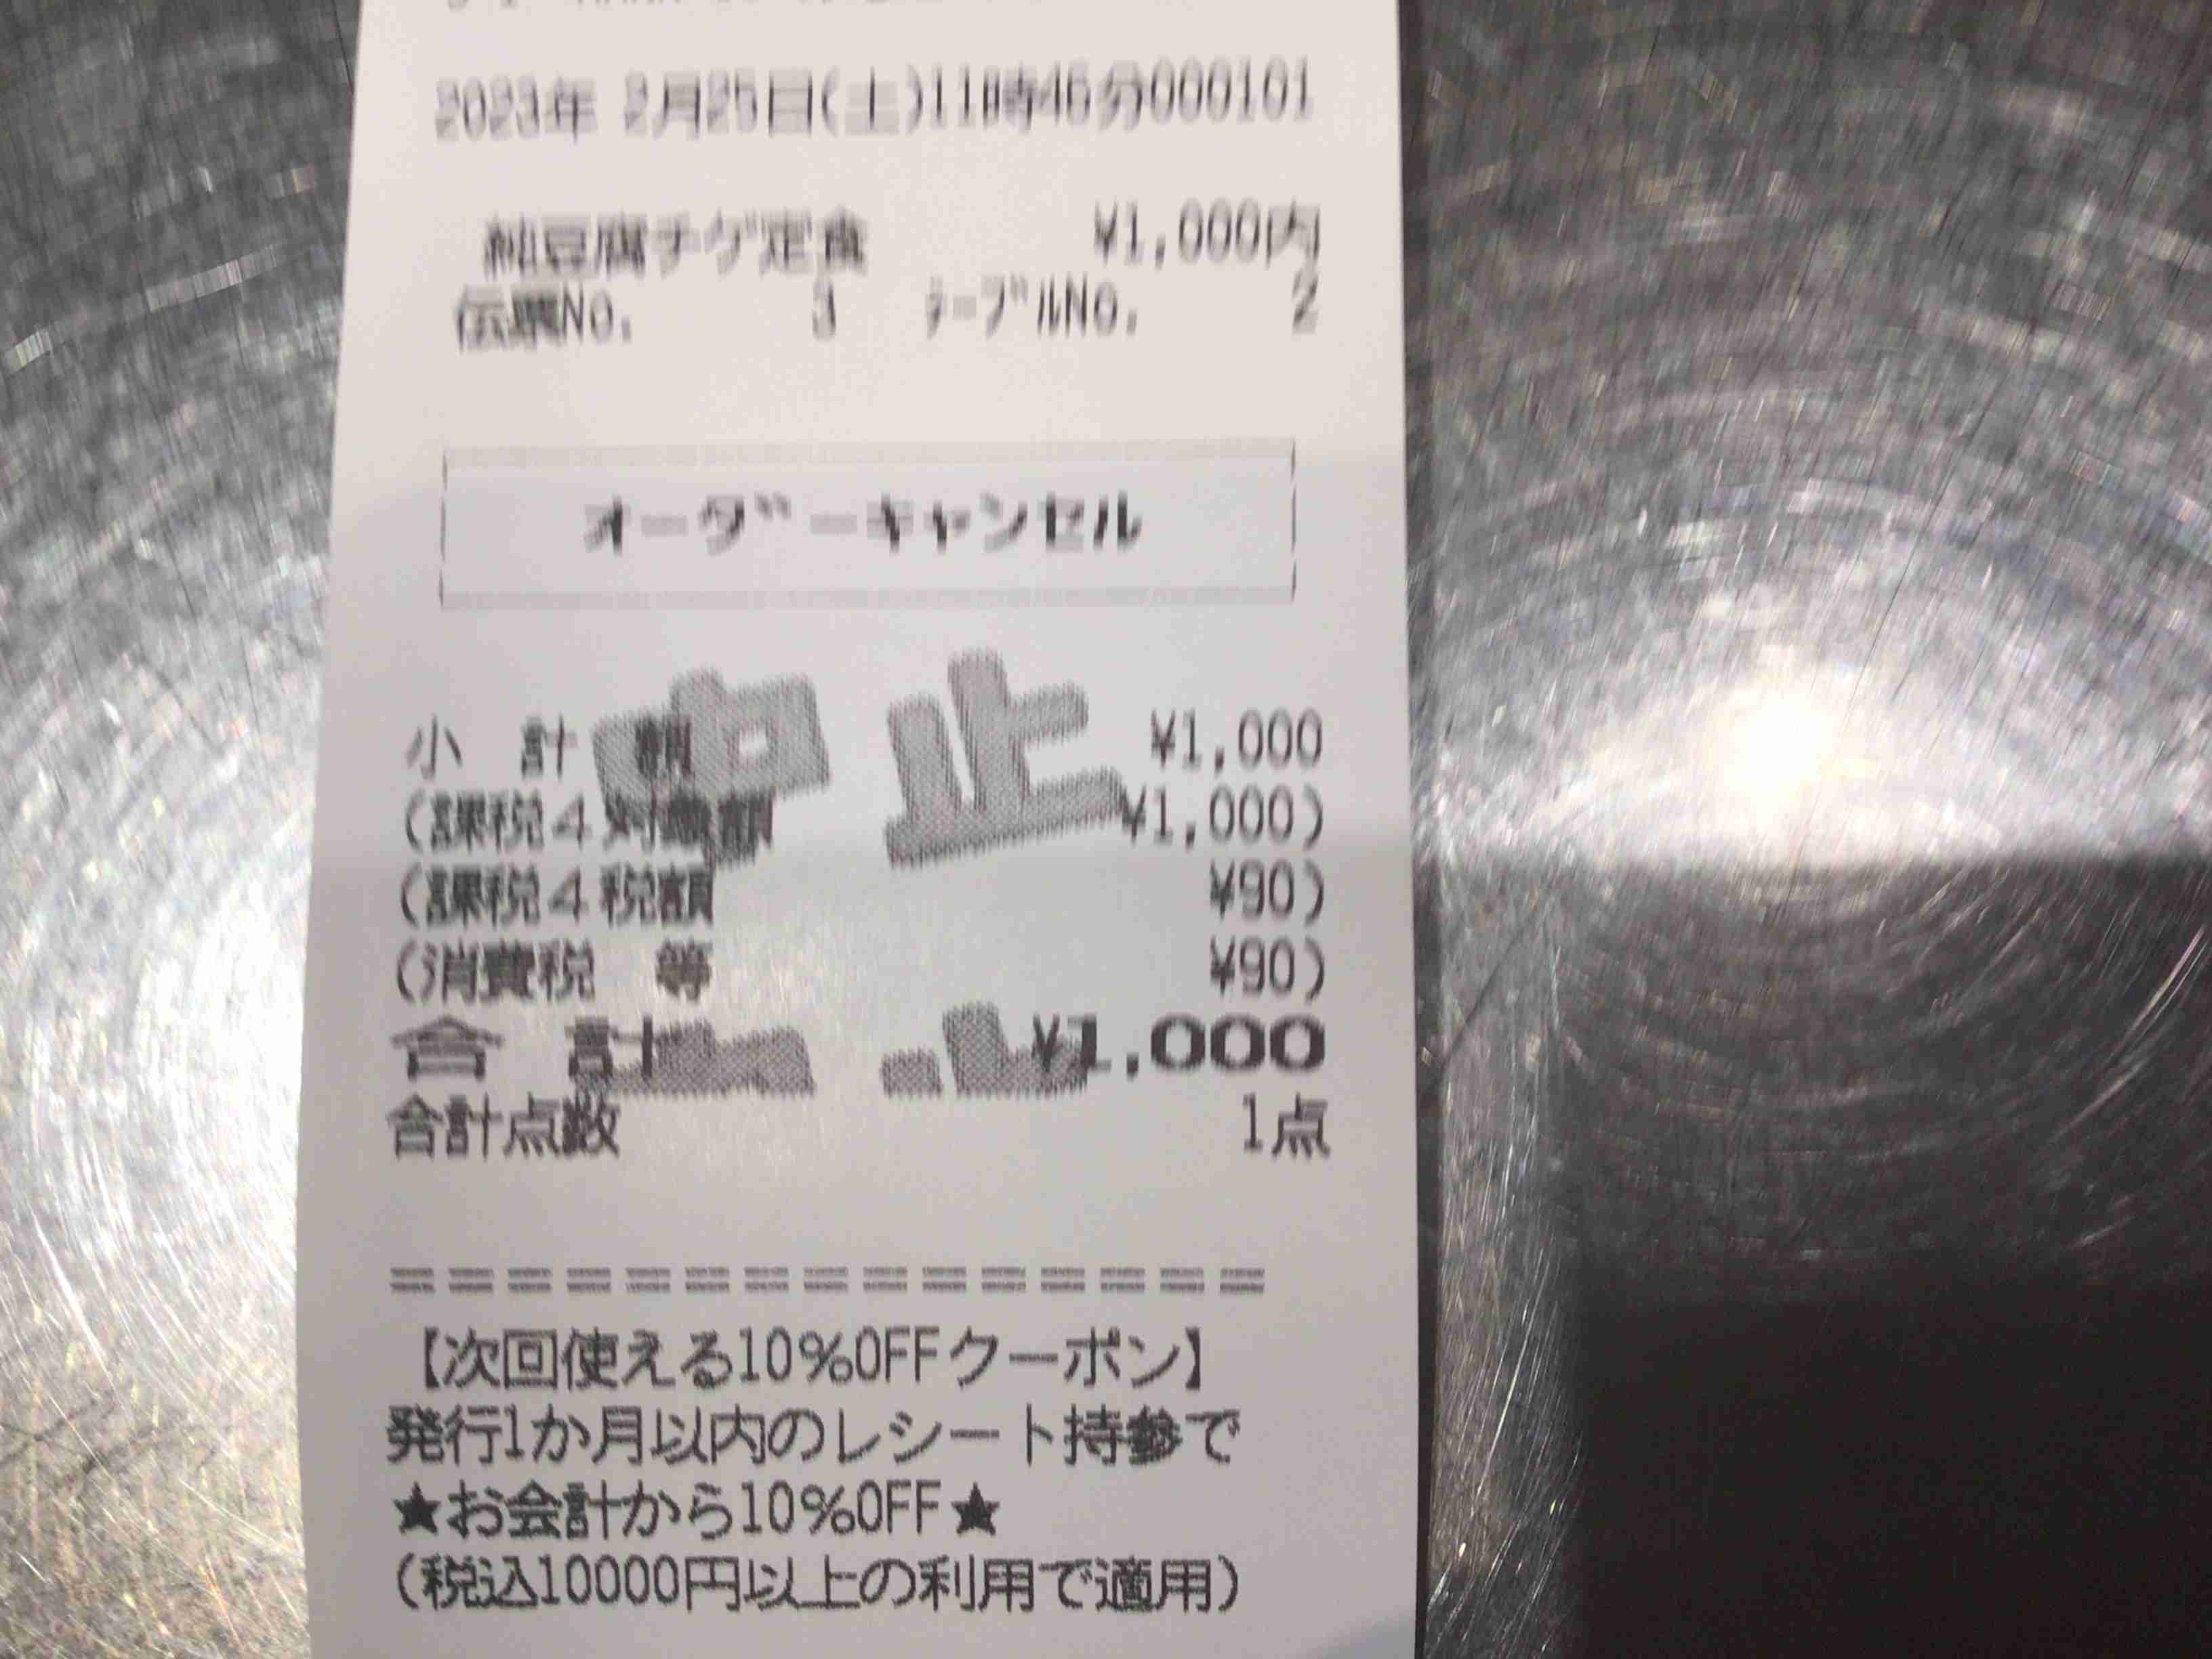 2023年 2月25日(土)11時46分000101
純豆腐チゲ定食 ¥1,000内
伝票No. 3 テーブルNo. 2
オーダーキャンセル
中止
小計額 ¥1,000
(課税4対象額 ¥1,000)
(課税4税額 ¥90)
(消費税 等 ¥90)
合計 ¥1,000
合計点数 1点
==============​=
【次回使える10%OFFクーポン】
発行1か月以内のレシート持参で
★お会計から10%OFF★
(税込10000円以上の利用で適用)